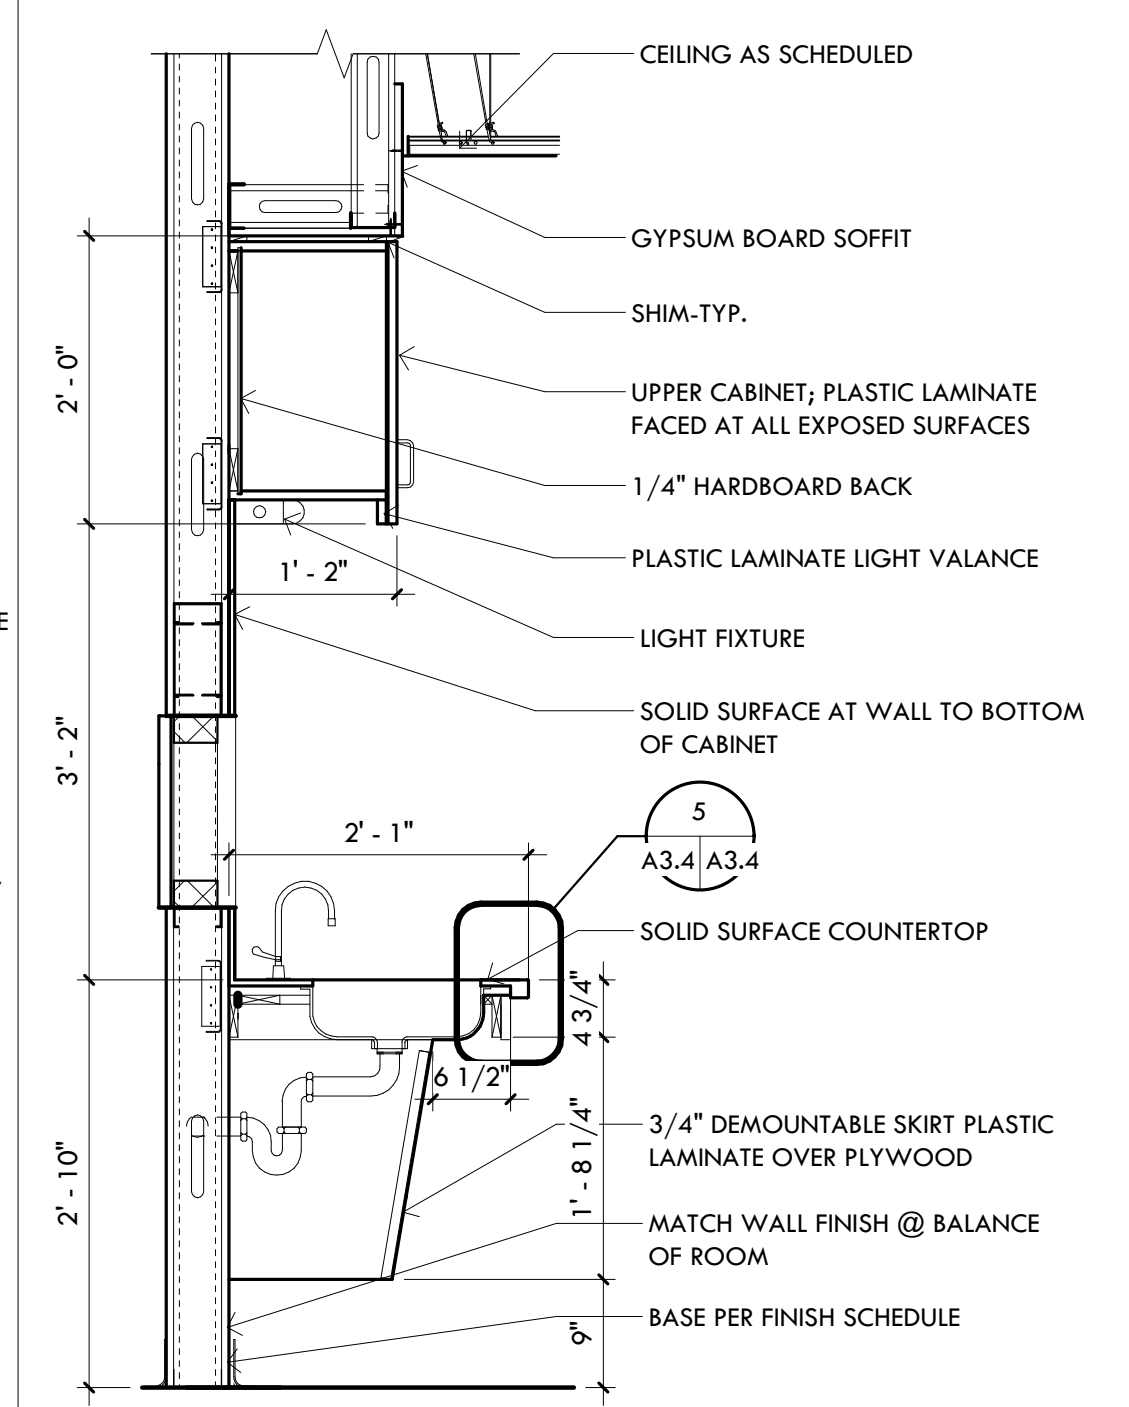 CEILING AS SCHEDULED
GYPSUM BOARD SOFFIT
SHIM-TYP.
2' - 0"
UPPER CABINET; PLASTIC LAMINATE
FACED AT ALL EXPOSED SURFACES
1/4" HARDBOARD BACK
PLASTIC LAMINATE LIGHT VALANCE
1' - 2"
E
LIGHT FIXTURE
SOLID SURFACE AT WALL TO BOTTOM
OF CABINET
3' - 2"
2' - 1"
5
A3.4 A3.4
SOLID SURFACE COUNTERTOP
4 3/4"
6 1/2"
3/4" DEMOUNTABLE SKIRT PLASTIC
LAMINATE OVER PLYWOOD
1' - 8 1/4"
2' - 10"
MATCH WALL FINISH @ BALANCE
OF ROOM
BASE PER FINISH SCHEDULE
9"